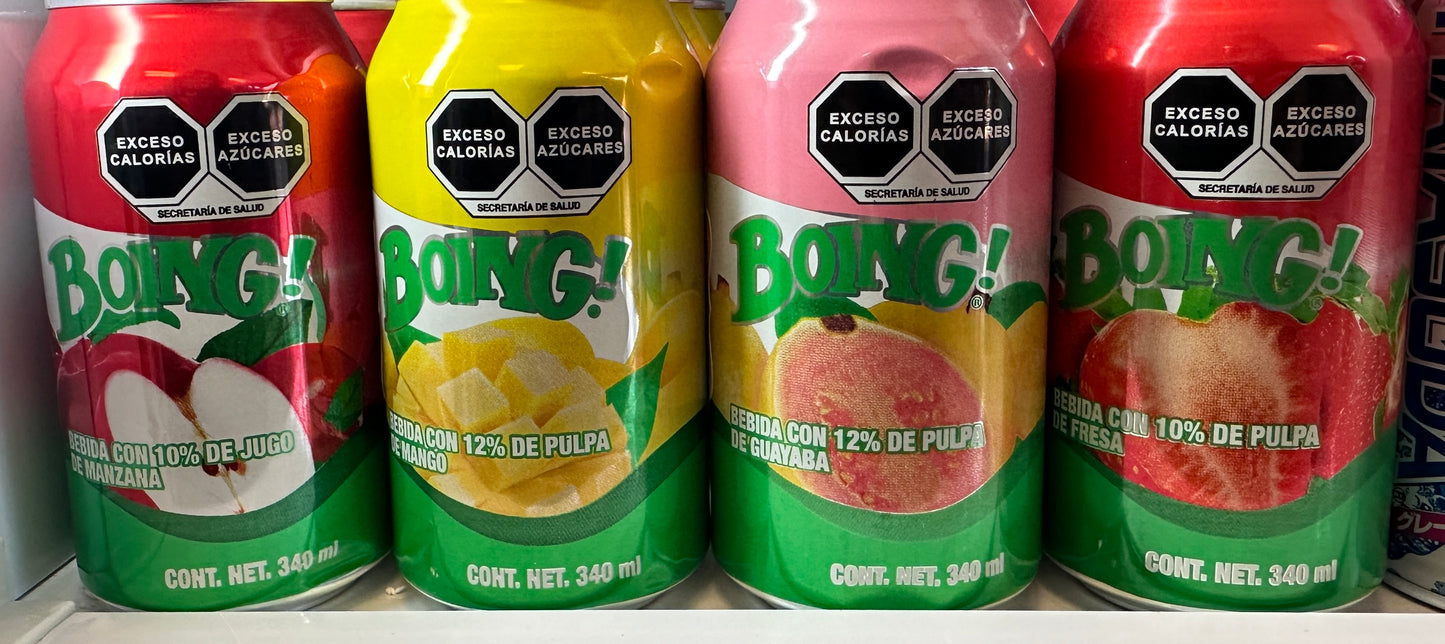 EXCESO
CALORÍAS
EXCESO
AZÚCARES
SECRETARÍA DE SALUD
BOING!
®
BEBIDA CON 10% DE JUGO
DE MANZANA
CONT. NET. 340 ml
EXCESO
CALORÍAS
EXCESO
AZÚCARES
SECRETARÍA DE SALUD
BOING!
BEBIDA CON 12% DE PULPA
DE MANGO
CONT. NET. 340 ml
EXCESO
CALORÍAS
EXCESO
AZÚCARES
SECRETARÍA DE SALUD
BOING!
®
BEBIDA CON 12% DE PULPA
DE GUAYABA
CONT. NET. 340 ml
EXCESO
CALORÍAS
EXCESO
AZÚCARES
SECRETARÍA DE SALUD
BOING!
BEBIDA CON 10% DE PULPA
DE FRESA
CONT. NET. 340 ml
グレー